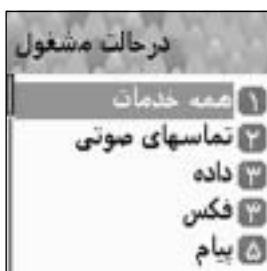 درحالت مشغول
۱ همه خدمات
۲ تماسهای صوتی
۳ داده
۴ فکس
۵ پیام